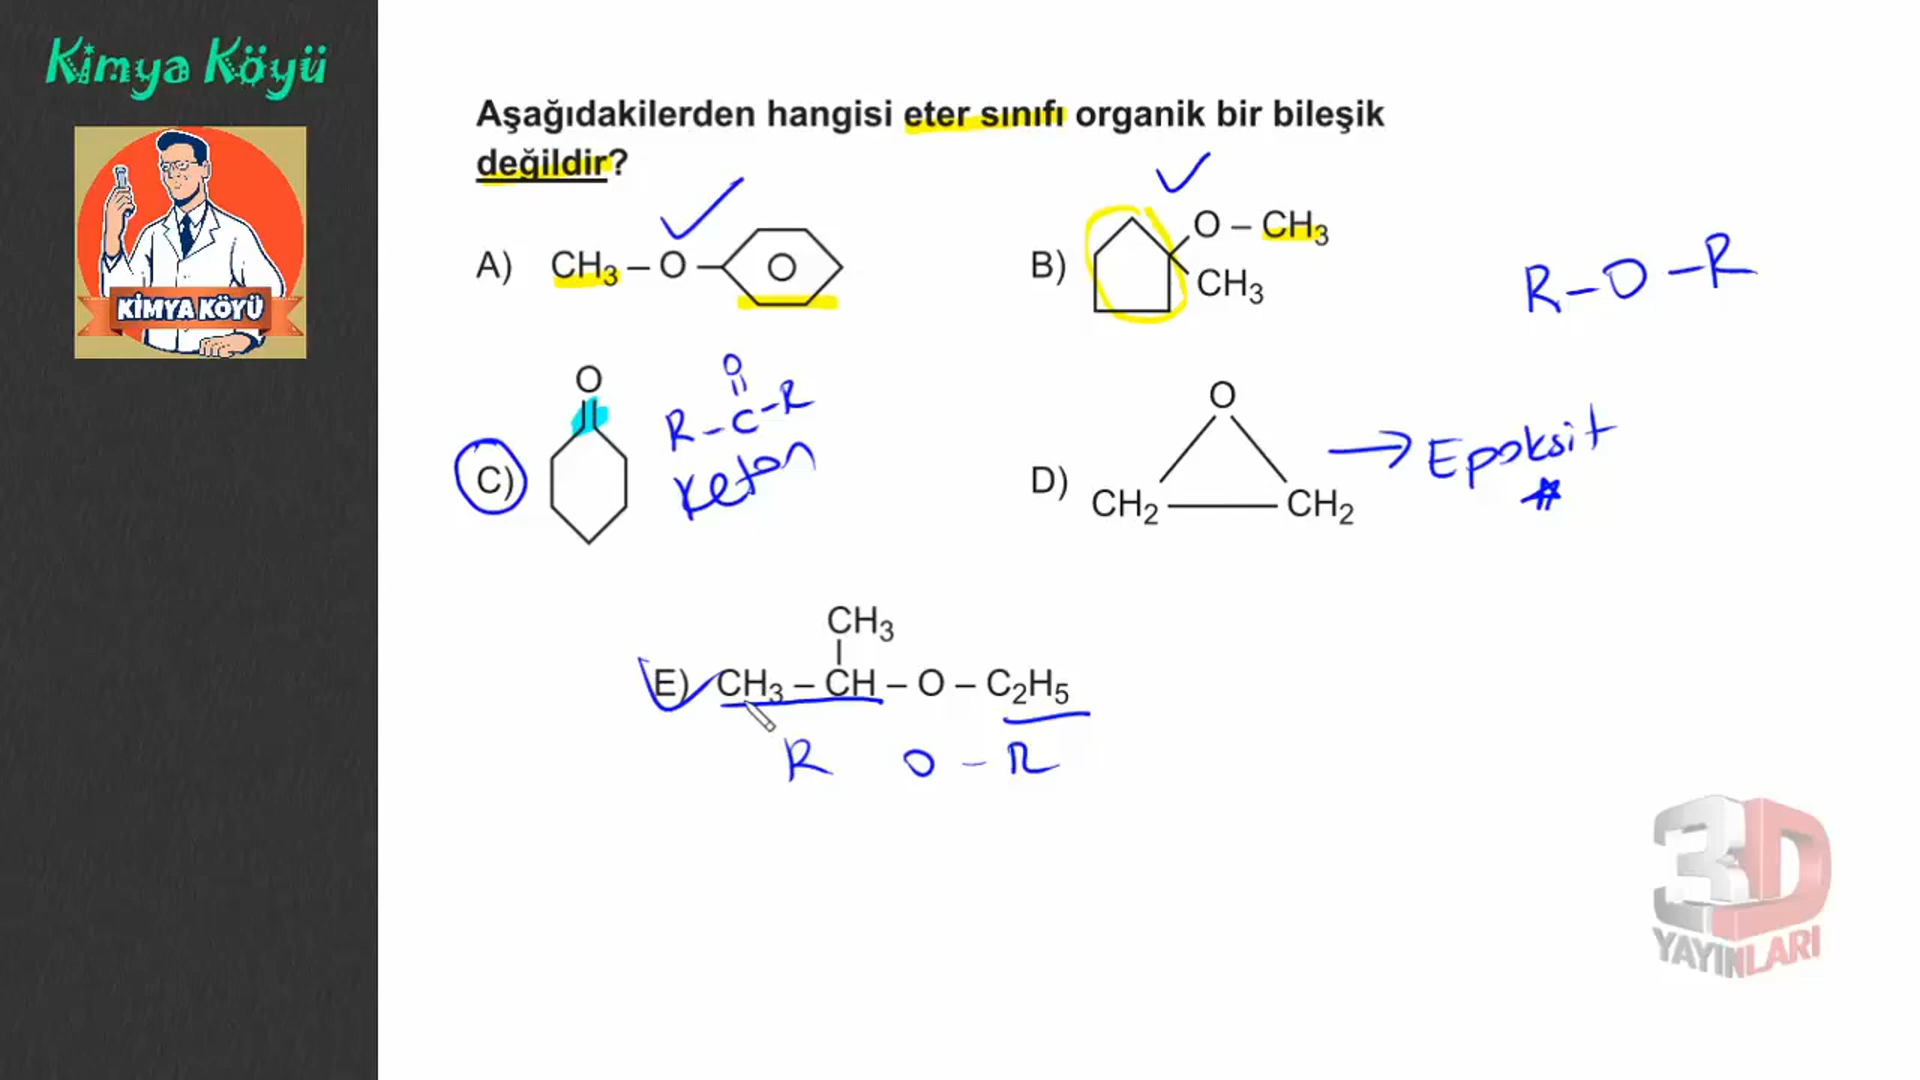 Kimya Köyü
KİMYA KÖYÜ
Aşağıdakilerden hangisi eter sınıfı organik bir bileşik
değildir?
A) CH₃ – O
B) O – CH₃
CH₃
R – O – R
C) O
O
R – C – R
Keton
D) O
CH₂ CH₂
→ Epoksit
CH₃
E) CH₃ – CH – O – C₂H₅
R O – R
3D
YAYINLARI